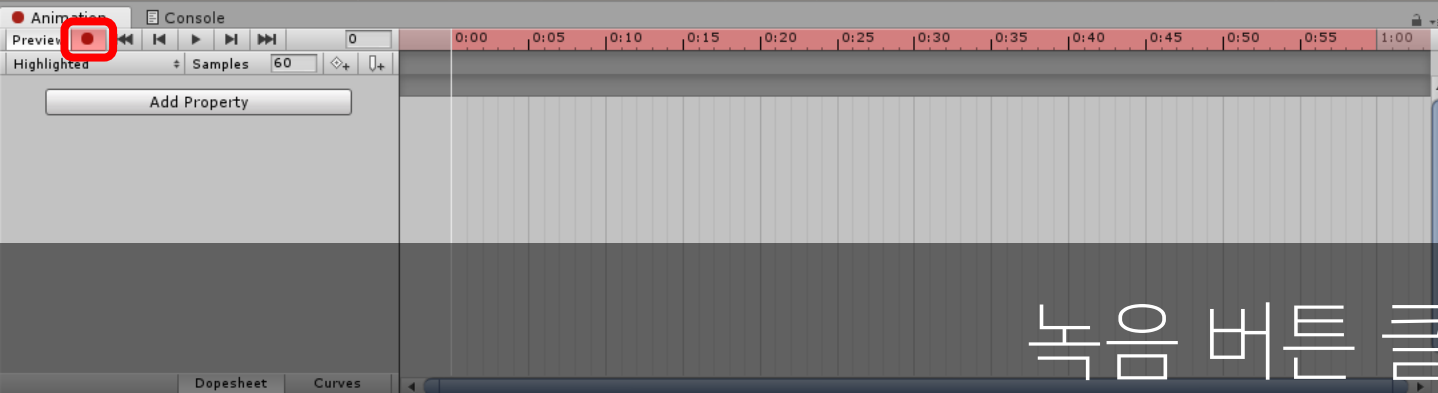 Animation Console
Preview 0 0:00 0:05 0:10 0:15 0:20 0:25 0:30 0:35 0:40 0:45 0:50 0:55 1:00
Highlighted Samples 60
Add Property
녹음 버튼
Dopesheet Curves